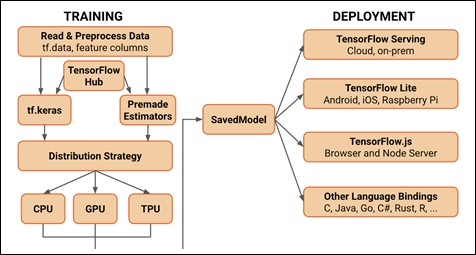 TRAINING
Read & Preprocess Data
tf.data, feature columns
TensorFlow
Hub
tf.keras
Premade
Estimators
Distribution Strategy
CPU
GPU
TPU
SavedModel
DEPLOYMENT
TensorFlow Serving
Cloud, on-prem
TensorFlow Lite
Android, iOS, Raspberry Pi
TensorFlow.js
Browser and Node Server
Other Language Bindings
C, Java, Go, C#, Rust, R, ...